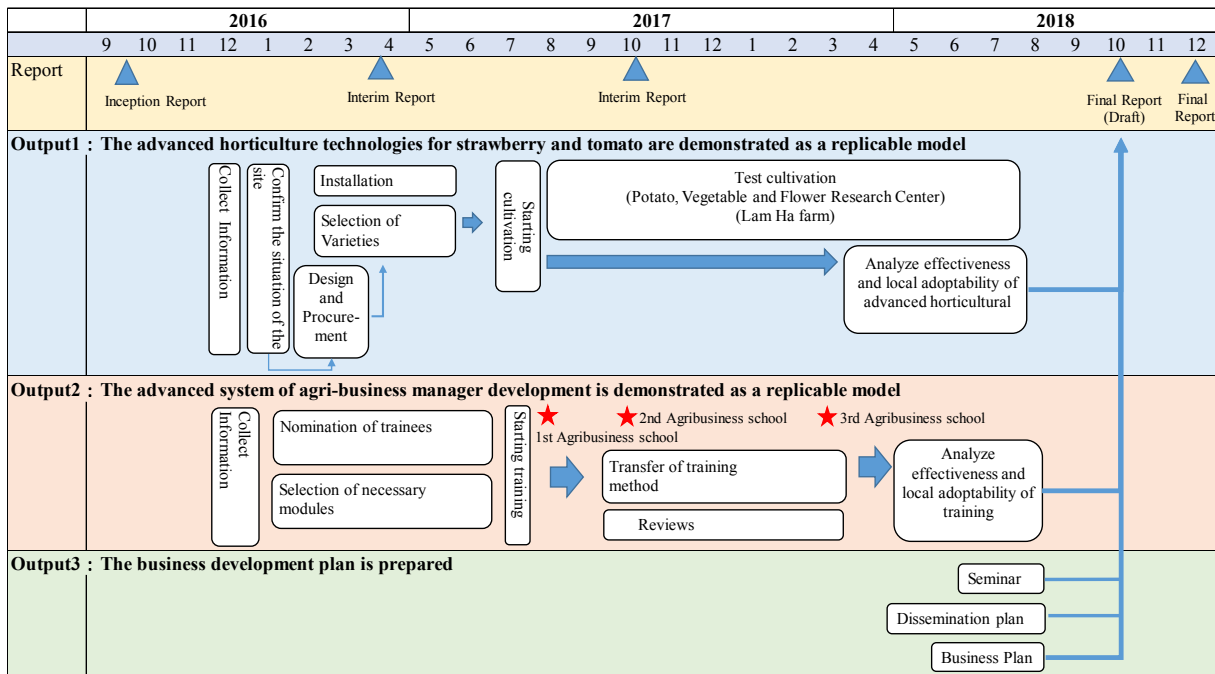 2016 2017 2018
9 10 11 12 1 2 3 4 5 6 7 8 9 10 11 12 1 2 3 4 5 6 7 8 9 10 11 12
Report
Inception Report
Interim Report
Interim Report
Final Report
(Draft)
Final
Report
Output1：The advanced horticulture technologies for strawberry and tomato are demonstrated as a replicable model
Collect Information
Confirm the situation of the
site
Installation
Selection of
Varieties
Design
and
Procure-
ment
Starting
cultivation
Test cultivation
(Potato, Vegetable and Flower Research Center)
(Lam Ha farm)
Analyze effectiveness
and local adoptability of
advanced horticultural
Output2：The advanced system of agri-business manager development is demonstrated as a replicable model
Collect
Information
Nomination of trainees
Selection of necessary
modules
Starting training
1st Agribusiness school
2nd Agribusiness school
3rd Agribusiness school
Transfer of training
method
Reviews
Analyze
effectiveness and
local adoptability of
training
Output3：The business development plan is prepared
Seminar
Dissemination plan
Business Plan